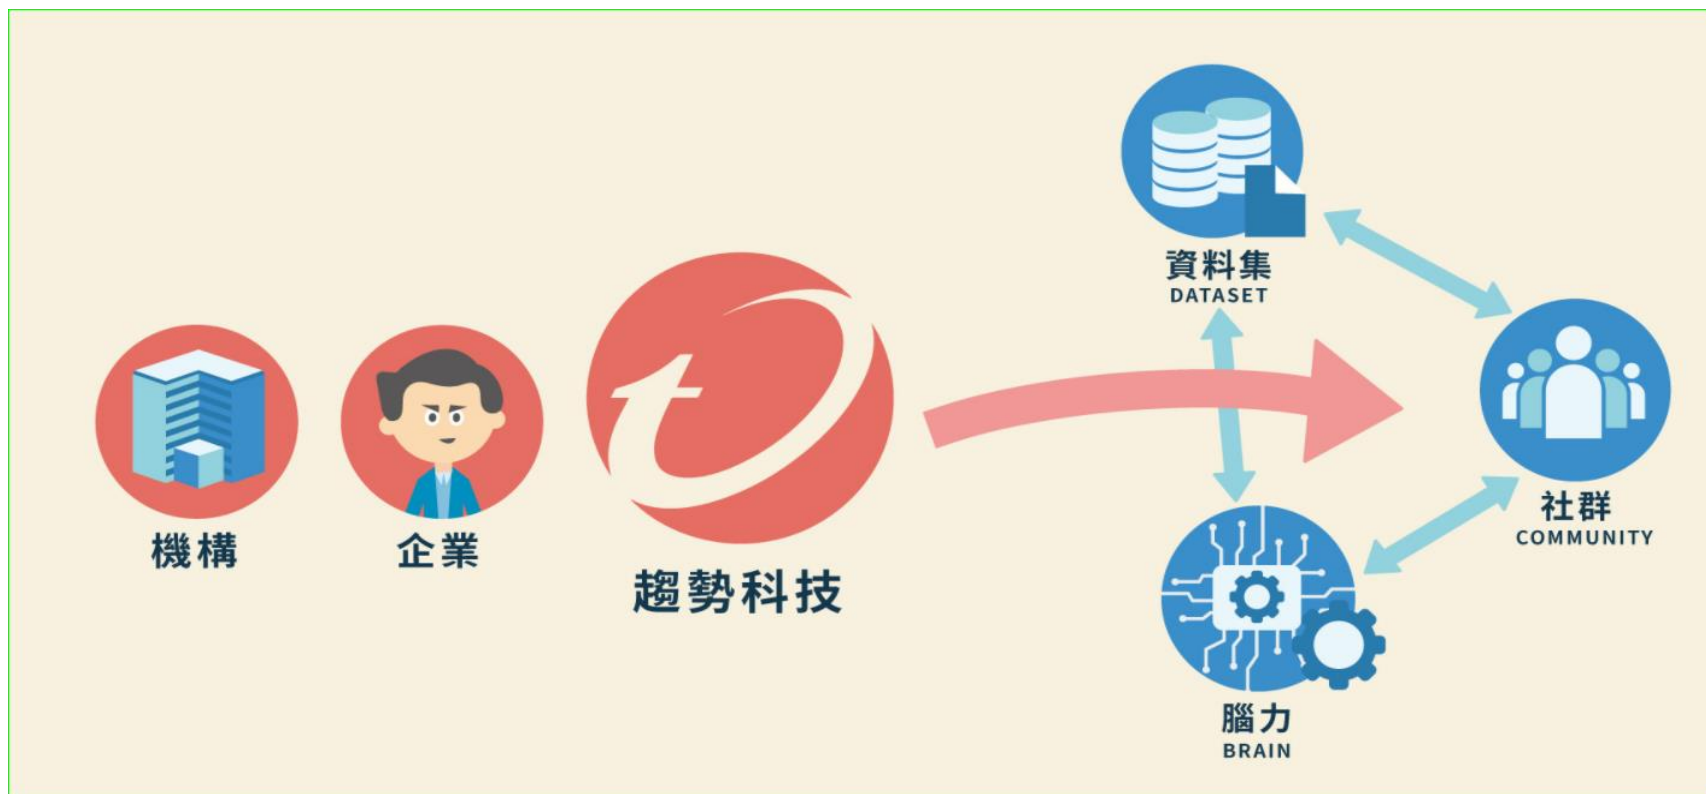 機構
企業
趨勢科技
資料集
DATASET
社群
COMMUNITY
腦力
BRAIN